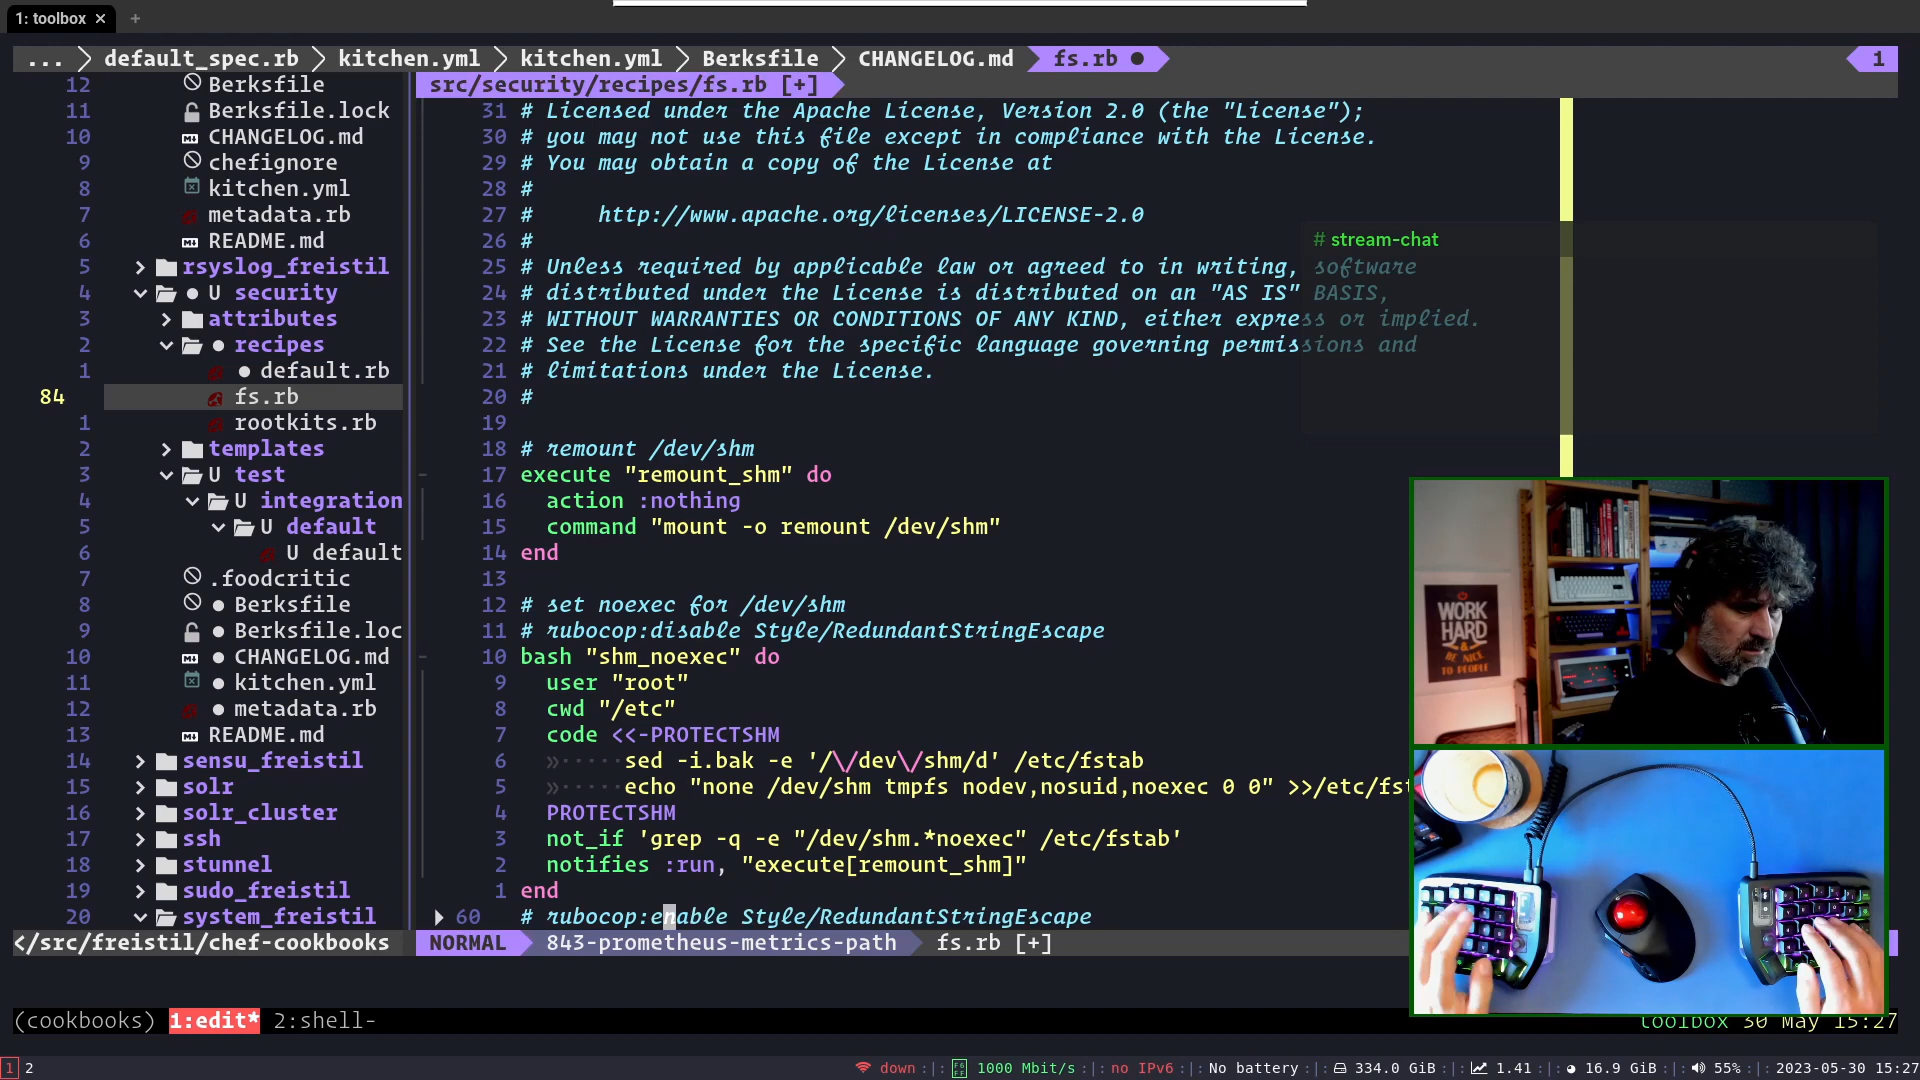 1: toolbox × +
... default_spec.rb kitchen.yml kitchen.yml Berksfile CHANGELOG.md fs.rb ● 1
src/security/recipes/fs.rb [+]
12 Berksfile
11 Berksfile.lock
10 CHANGELOG.md
9 chefignore
8 kitchen.yml
7 metadata.rb
6 README.md
5 rsyslog_freistil
4 ● U security
3 attributes
2 ● recipes
1 ● default.rb
84 fs.rb
1 rootkits.rb
2 templates
3 U test
4 U integration
5 U default
6 U default
7 .foodcritic
8 ● Berksfile
9 ● Berksfile.loc
10 ● CHANGELOG.md
11 ● kitchen.yml
12 ● metadata.rb
13 README.md
14 sensu_freistil
15 solr
16 solr_cluster
17 ssh
18 stunnel
19 sudo_freistil
20 system_freistil
</src/freistil/chef-cookbooks
31 # Licensed under the Apache License, Version 2.0 (the "License");
30 # you may not use this file except in compliance with the License.
29 # You may obtain a copy of the License at
28 #
27 #     http://www.apache.org/licenses/LICENSE-2.0
26 #
25 # Unless required by applicable law or agreed to in writing, software
24 # distributed under the License is distributed on an "AS IS" BASIS,
23 # WITHOUT WARRANTIES OR CONDITIONS OF ANY KIND, either express or implied.
22 # See the License for the specific language governing permissions and
21 # limitations under the License.
20 #
19
18 # remount /dev/shm
17 execute "remount_shm" do
16   action :nothing
15   command "mount -o remount /dev/shm"
14 end
13
12 # set noexec for /dev/shm
11 # rubocop:disable Style/RedundantStringEscape
10 bash "shm_noexec" do
9   user "root"
8   cwd "/etc"
7   code <<-PROTECTSHM
6   »·····sed -i.bak -e '/\/dev\/shm/d' /etc/fstab
5   »·····echo "none /dev/shm tmpfs nodev,nosuid,noexec 0 0" >>/etc/fst
4   PROTECTSHM
3   not_if 'grep -q -e "/dev/shm.*noexec" /etc/fstab'
2   notifies :run, "execute[remount_shm]"
1 end
60 # rubocop:enable Style/RedundantStringEscape
NORMAL 843-prometheus-metrics-path fs.rb [+]
# stream-chat
WORK
HARD
&
BE NICE
TO PEOPLE
(cookbooks) 1:edit* 2:shell-
toolbox 30 May 15:27
1 2
down :|: 1000 Mbit/s :|: no IPv6 :|: No battery :|: 334.0 GiB :|: 1.41 :|: 16.9 GiB :|: 55% :|: 2023-05-30 15:27